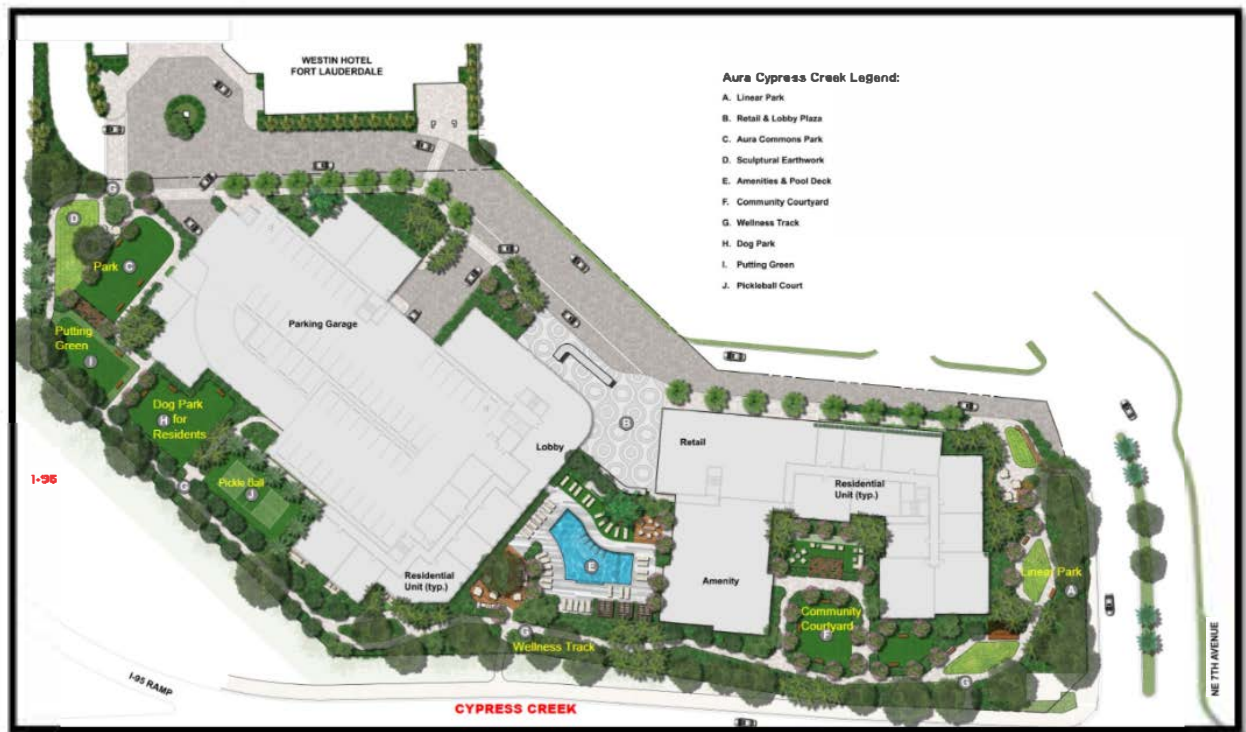 WESTIN HOTEL
FORT LAUDERDALE
Aura Cypress Creek Legend:
A. Linear Park
B. Retail & Lobby Plaza
C. Aura Commons Park
D. Sculptural Earthwork
E. Amenities & Pool Deck
F. Community Courtyard
G. Wellness Track
H. Dog Park
I. Putting Green
J. Pickleball Court
G
D
Park
C
Putting
Green
I
Parking Garage
Dog Park
H for
Residents
Lobby
B
Retail
I-95
Pickle Ball
J
G
Residential
Unit (typ.)
E
Residential
Unit (typ.)
Amenity
Linear Park
A
Community
Courtyard
F
G
Wellness Track
G
I-95 RAMP
CYPRESS CREEK
NE 7TH AVENUE